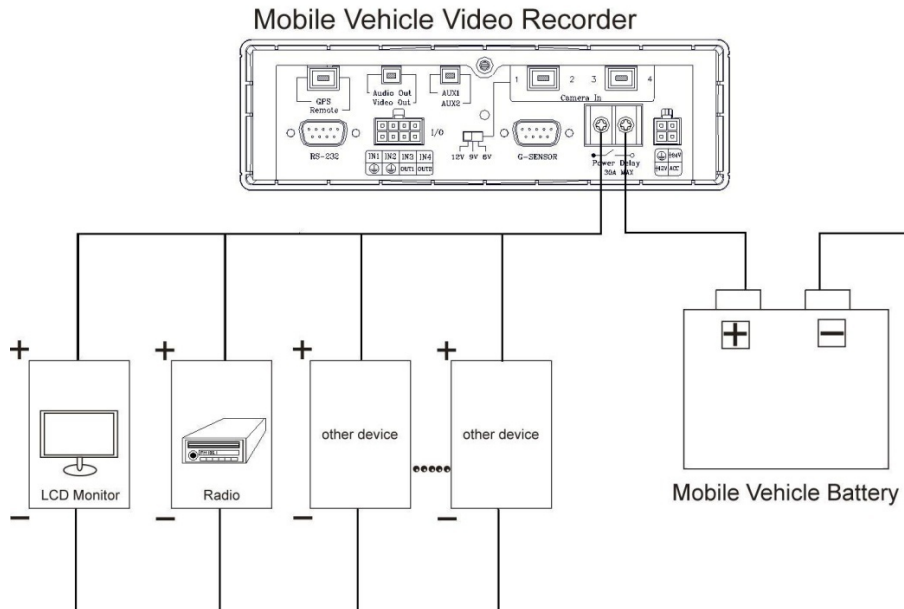 Mobile Vehicle Video Recorder
GPS
Remote
Audio Out
Video Out
AUX1
AUX2
1 2 3 4
Camera In
RS-232
I/O
IN1 IN2 IN3 IN4
OUT1 OUT2
12V 9V 6V
G-SENSOR
Power Delay
30A MAX
ACC
+
−
+ + + +
LCD Monitor
Radio
other device
other device
− − − −
Mobile Vehicle Battery